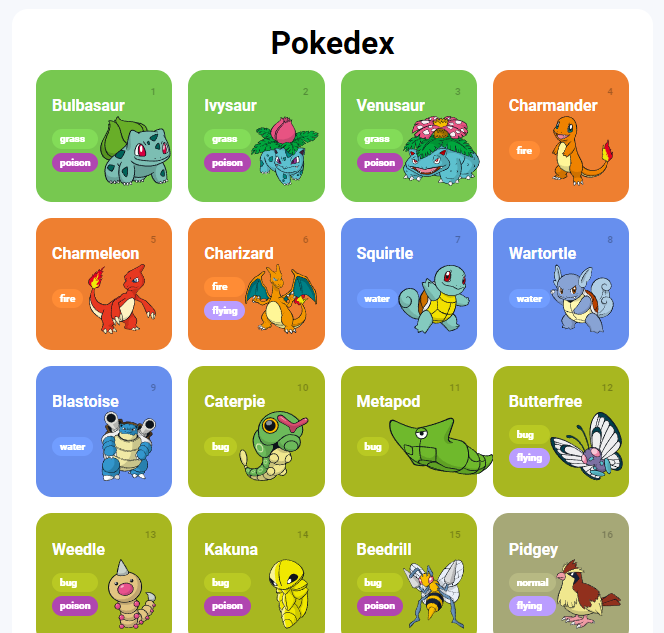 Pokedex
1
Bulbasaur
grass
poison
2
Ivysaur
grass
poison
3
Venusaur
grass
poison
4
Charmander
fire
5
Charmeleon
fire
6
Charizard
fire
flying
7
Squirtle
water
8
Wartortle
water
9
Blastoise
water
10
Caterpie
bug
11
Metapod
bug
12
Butterfree
bug
flying
13
Weedle
bug
poison
14
Kakuna
bug
poison
15
Beedrill
bug
poison
16
Pidgey
normal
flying